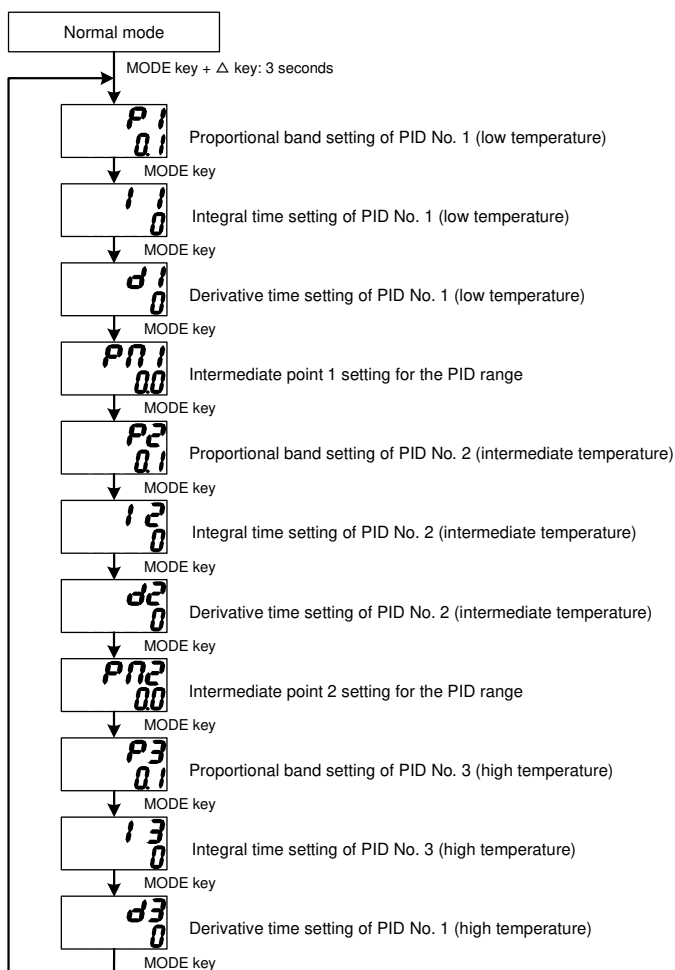 Normal mode
MODE key + △ key: 3 seconds
P1
0.1
Proportional band setting of PID No. 1 (low temperature)
MODE key
I1
0
Integral time setting of PID No. 1 (low temperature)
MODE key
d1
0
Derivative time setting of PID No. 1 (low temperature)
MODE key
PM1
0.0
Intermediate point 1 setting for the PID range
MODE key
P2
0.1
Proportional band setting of PID No. 2 (intermediate temperature)
MODE key
I2
0
Integral time setting of PID No. 2 (intermediate temperature)
MODE key
d2
0
Derivative time setting of PID No. 2 (intermediate temperature)
MODE key
PM2
0.0
Intermediate point 2 setting for the PID range
MODE key
P3
0.1
Proportional band setting of PID No. 3 (high temperature)
MODE key
I3
0
Integral time setting of PID No. 3 (high temperature)
MODE key
d3
0
Derivative time setting of PID No. 1 (high temperature)
MODE key